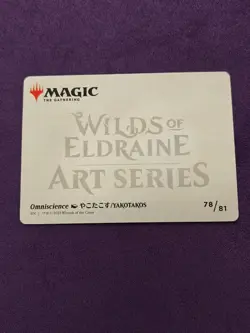 MAGIC
THE GATHERING
WILDS OF
ELDRAINE
ART SERIES
Omniscience やこたこす/YAKOTAKOS
78/81